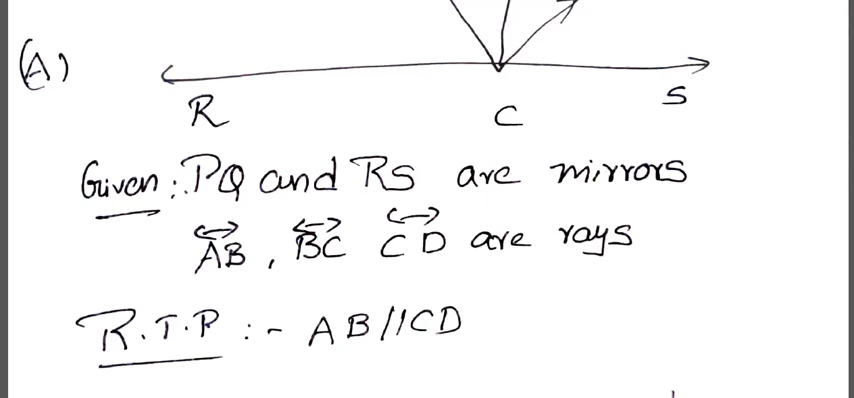 (A)
R C S
Given :. PQ and RS are mirrors
AB, BC CD are rays
R.T.P :- AB//CD